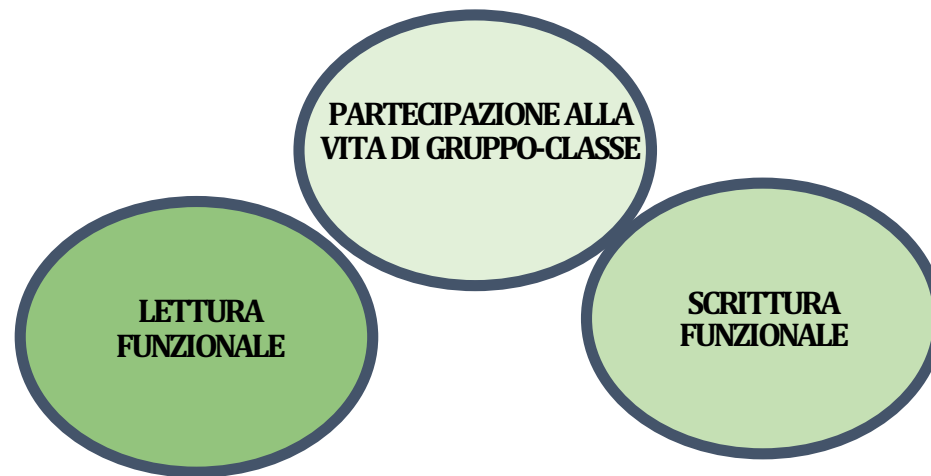 PARTECIPAZIONE ALLA
VITA DI GRUPPO-CLASSE
LETTURA
FUNZIONALE
SCRITTURA
FUNZIONALE